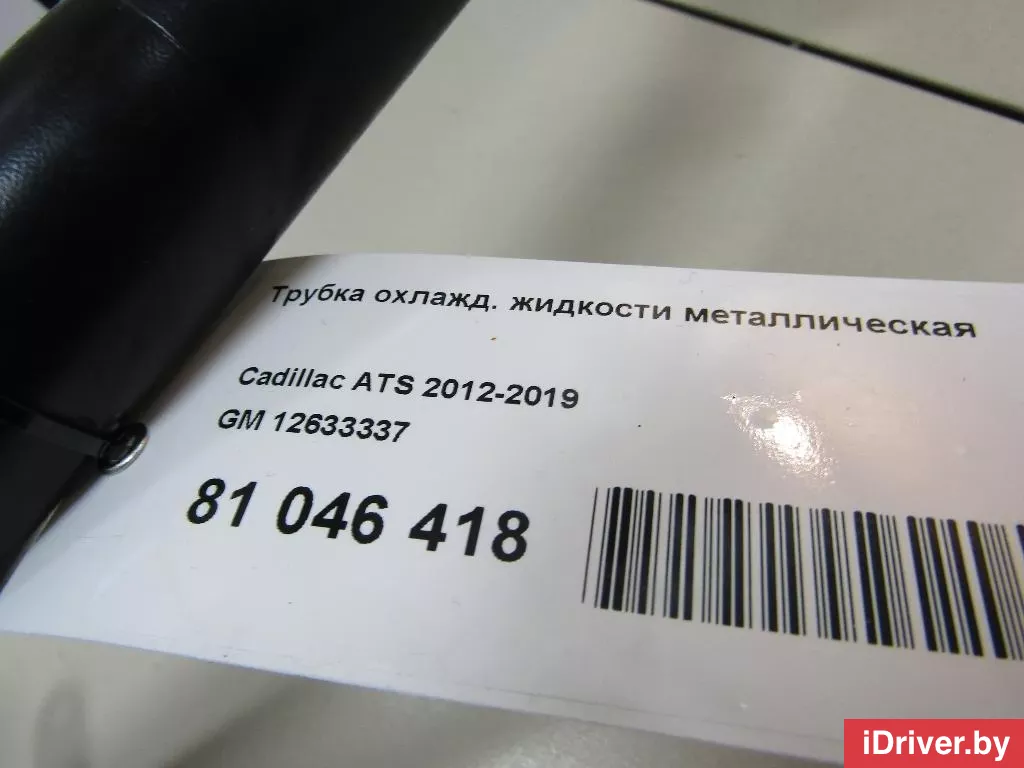 Трубка охлажд. жидкости металлическая
Cadillac ATS 2012-2019
GM 12633337
81 046 418
iDriver.by